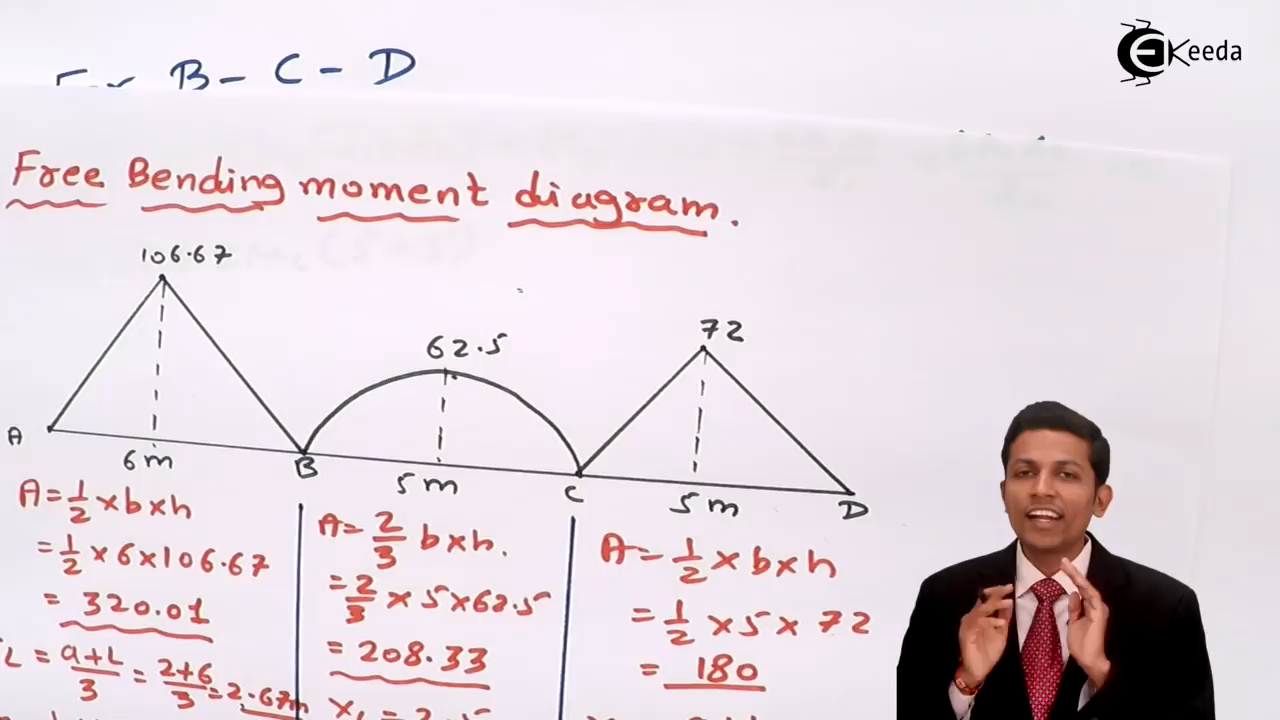 Ekeeda
B - C - D
Free Bending moment diagram.
106.67
62.5
72
A
6m
B
5m
C
5m
D
A = 1/2 × b × h
= 1/2 × 6 × 106.67
= 320.01
= a+L/3 = 2+6/3 = 2.67m
A = 2/3 b × h.
= 2/3 × 5 × 62.5
= 208.33
= 2.5
A = 1/2 × b × h
= 1/2 × 5 × 72
= 180